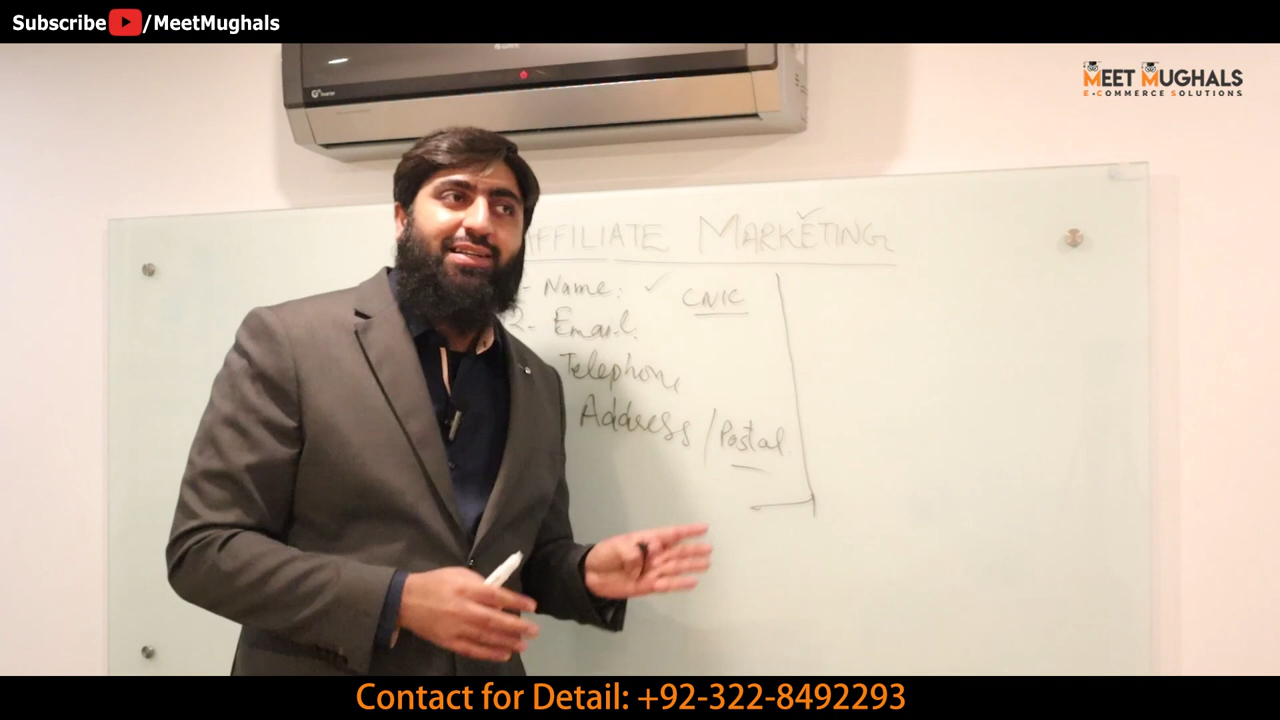 Subscribe /MeetMughals
MEET MUGHALS
E-COMMERCE SOLUTIONS
AFFILIATE MARKETING
- Name: ✓ CNIC
2- Email.
Telephone
Address / Postal.
Contact for Detail: +92-322-8492293